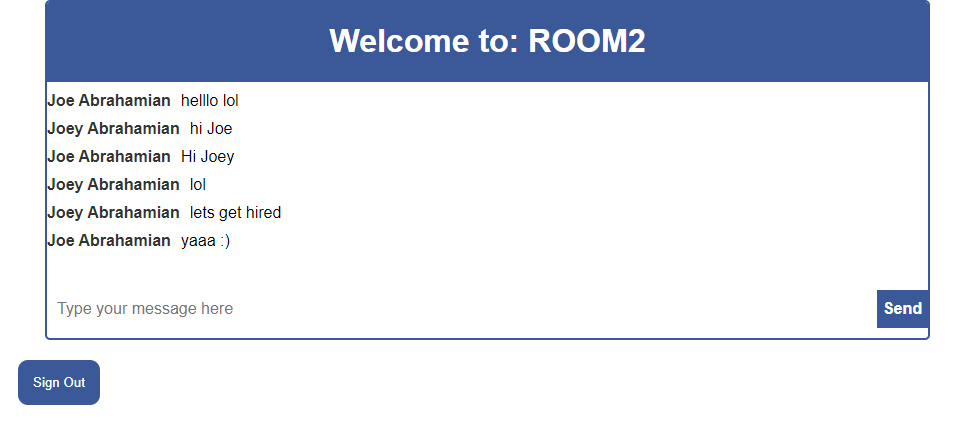 Welcome to: ROOM2
Joe Abrahamian helllo lol
Joey Abrahamian hi Joe
Joe Abrahamian Hi Joey
Joey Abrahamian lol
Joey Abrahamian lets get hired
Joe Abrahamian yaaa :)
Type your message here Send
Sign Out